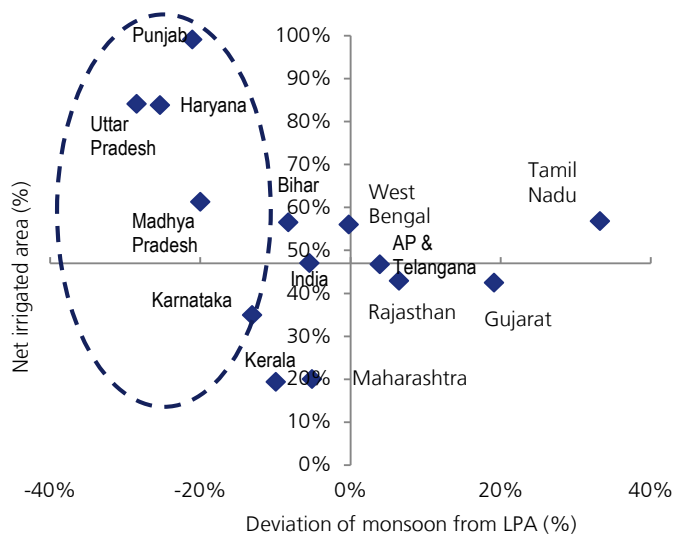 Punjab
100%
90%
Haryana
80%
Uttar
Pradesh
70%
Tamil
Nadu
Bihar
West
Bengal
60%
Madhya
Pradesh
50%
AP &
Telangana
India
40%
Karnataka
Rajasthan
Gujarat
30%
Kerala
20%
Maharashtra
10%
0%
-40%
-20%
0%
20%
40%
Net irrigated area (%)
Deviation of monsoon from LPA (%)